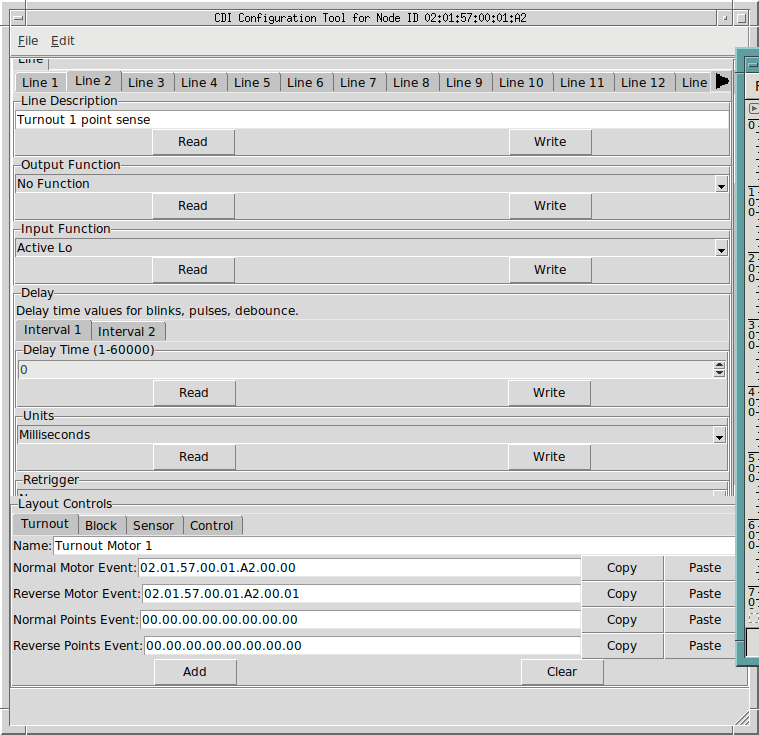 CDI Configuration Tool for Node ID 02:01:57:00:01:A2
File Edit
Line
Line 1 Line 2 Line 3 Line 4 Line 5 Line 6 Line 7 Line 8 Line 9 Line 10 Line 11 Line 12 Line
Line Description
Turnout 1 point sense
Read Write
Output Function
No Function
Read Write
Input Function
Active Lo
Read Write
Delay
Delay time values for blinks, pulses, debounce.
Interval 1 Interval 2
Delay Time (1-60000)
0
Read Write
Units
Milliseconds
Read Write
Retrigger
Layout Controls
Turnout Block Sensor Control
Name: Turnout Motor 1
Normal Motor Event: 02.01.57.00.01.A2.00.00 Copy Paste
Reverse Motor Event: 02.01.57.00.01.A2.00.01 Copy Paste
Normal Points Event: 00.00.00.00.00.00.00.00 Copy Paste
Reverse Points Event: 00.00.00.00.00.00.00.00 Copy Paste
Add Clear
0
100
200
300
400
500
600